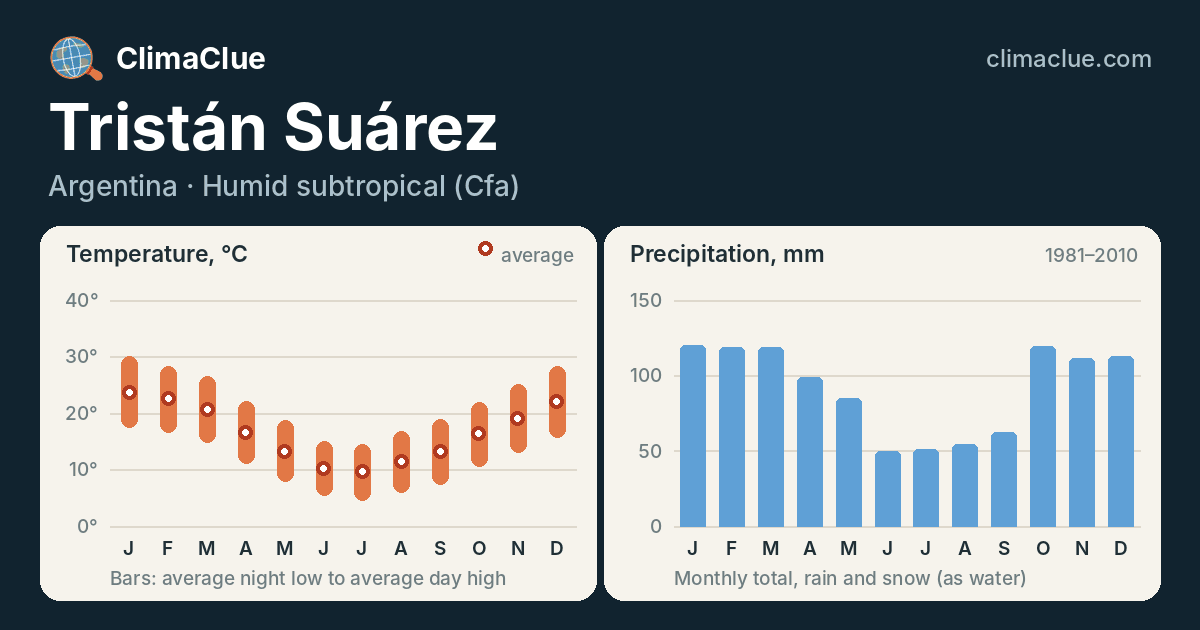 ClimaClue
climaclue.com
Tristán Suárez
Argentina · Humid subtropical (Cfa)
Temperature, °C
average
40°
30°
20°
10°
0°
J F M A M J J A S O N D
Bars: average night low to average day high
Precipitation, mm
1981–2010
150
100
50
0
J F M A M J J A S O N D
Monthly total, rain and snow (as water)